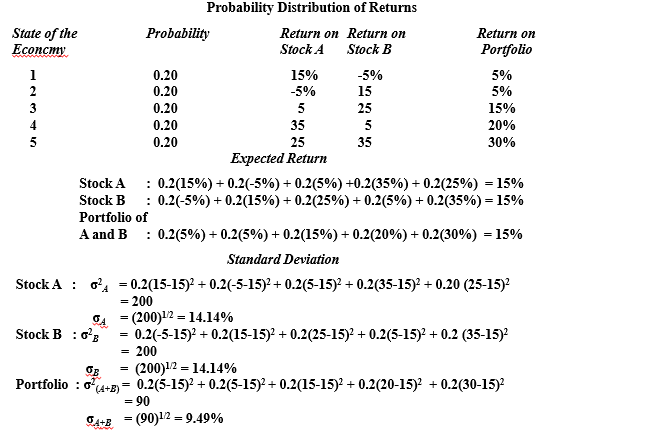 Probability Distribution of Returns
State of the Probability Return on Return on Return on
Economy Stock A Stock B Portfolio
1 0.20 15% -5% 5%
2 0.20 -5% 15 5%
3 0.20 5 25 15%
4 0.20 35 5 20%
5 0.20 25 35 30%
Expected Return
Stock A : 0.2(15%) + 0.2(-5%) + 0.2(5%) +0.2(35%) + 0.2(25%) = 15%
Stock B : 0.2(-5%) + 0.2(15%) + 0.2(25%) + 0.2(5%) + 0.2(35%) = 15%
Portfolio of
A and B : 0.2(5%) + 0.2(5%) + 0.2(15%) + 0.2(20%) + 0.2(30%) = 15%
Standard Deviation
Stock A : σ²A = 0.2(15-15)² + 0.2(-5-15)² + 0.2(5-15)² + 0.2(35-15)² + 0.20 (25-15)²
= 200
σA = (200)1/2 = 14.14%
Stock B : σ²B = 0.2(-5-15)² + 0.2(15-15)² + 0.2(25-15)² + 0.2(5-15)² + 0.2 (35-15)²
= 200
σB = (200)1/2 = 14.14%
Portfolio : σ²(A+B) = 0.2(5-15)² + 0.2(5-15)² + 0.2(15-15)² + 0.2(20-15)² + 0.2(30-15)²
= 90
σA+B = (90)1/2 = 9.49%